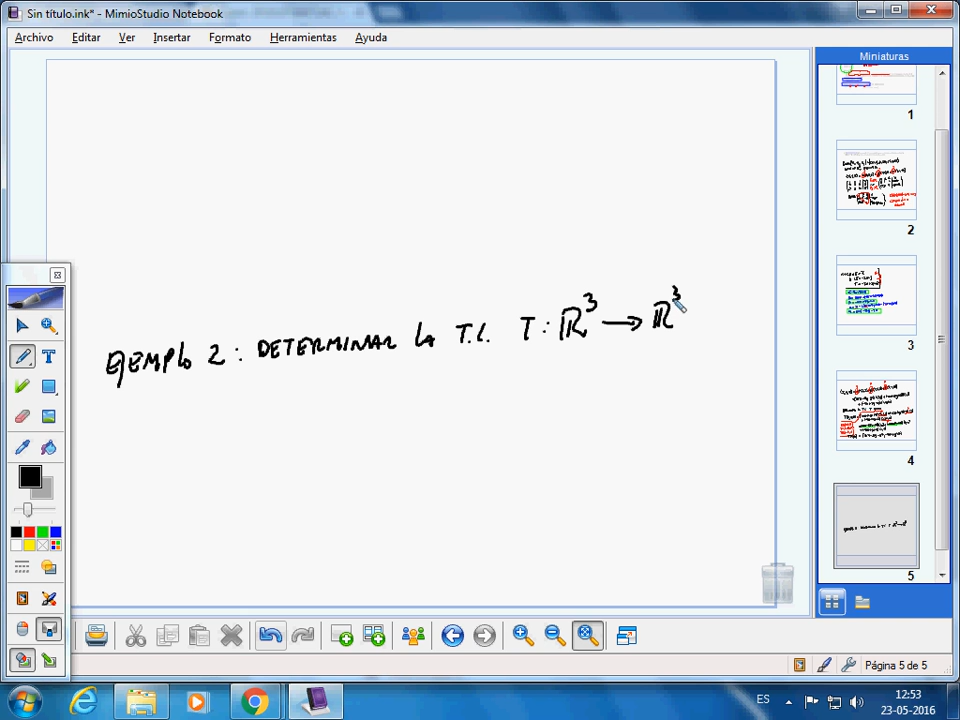 Sin título.ink* - MimioStudio Notebook
Archivo Editar Ver Insertar Formato Herramientas Ayuda
Miniaturas
1
2
3
4
5
EJEMPLO 2 : DETERMINAR LA T.L. T : ℝ³ → ℝ³
T
Página 5 de 5
ES
12:53
23-05-2016